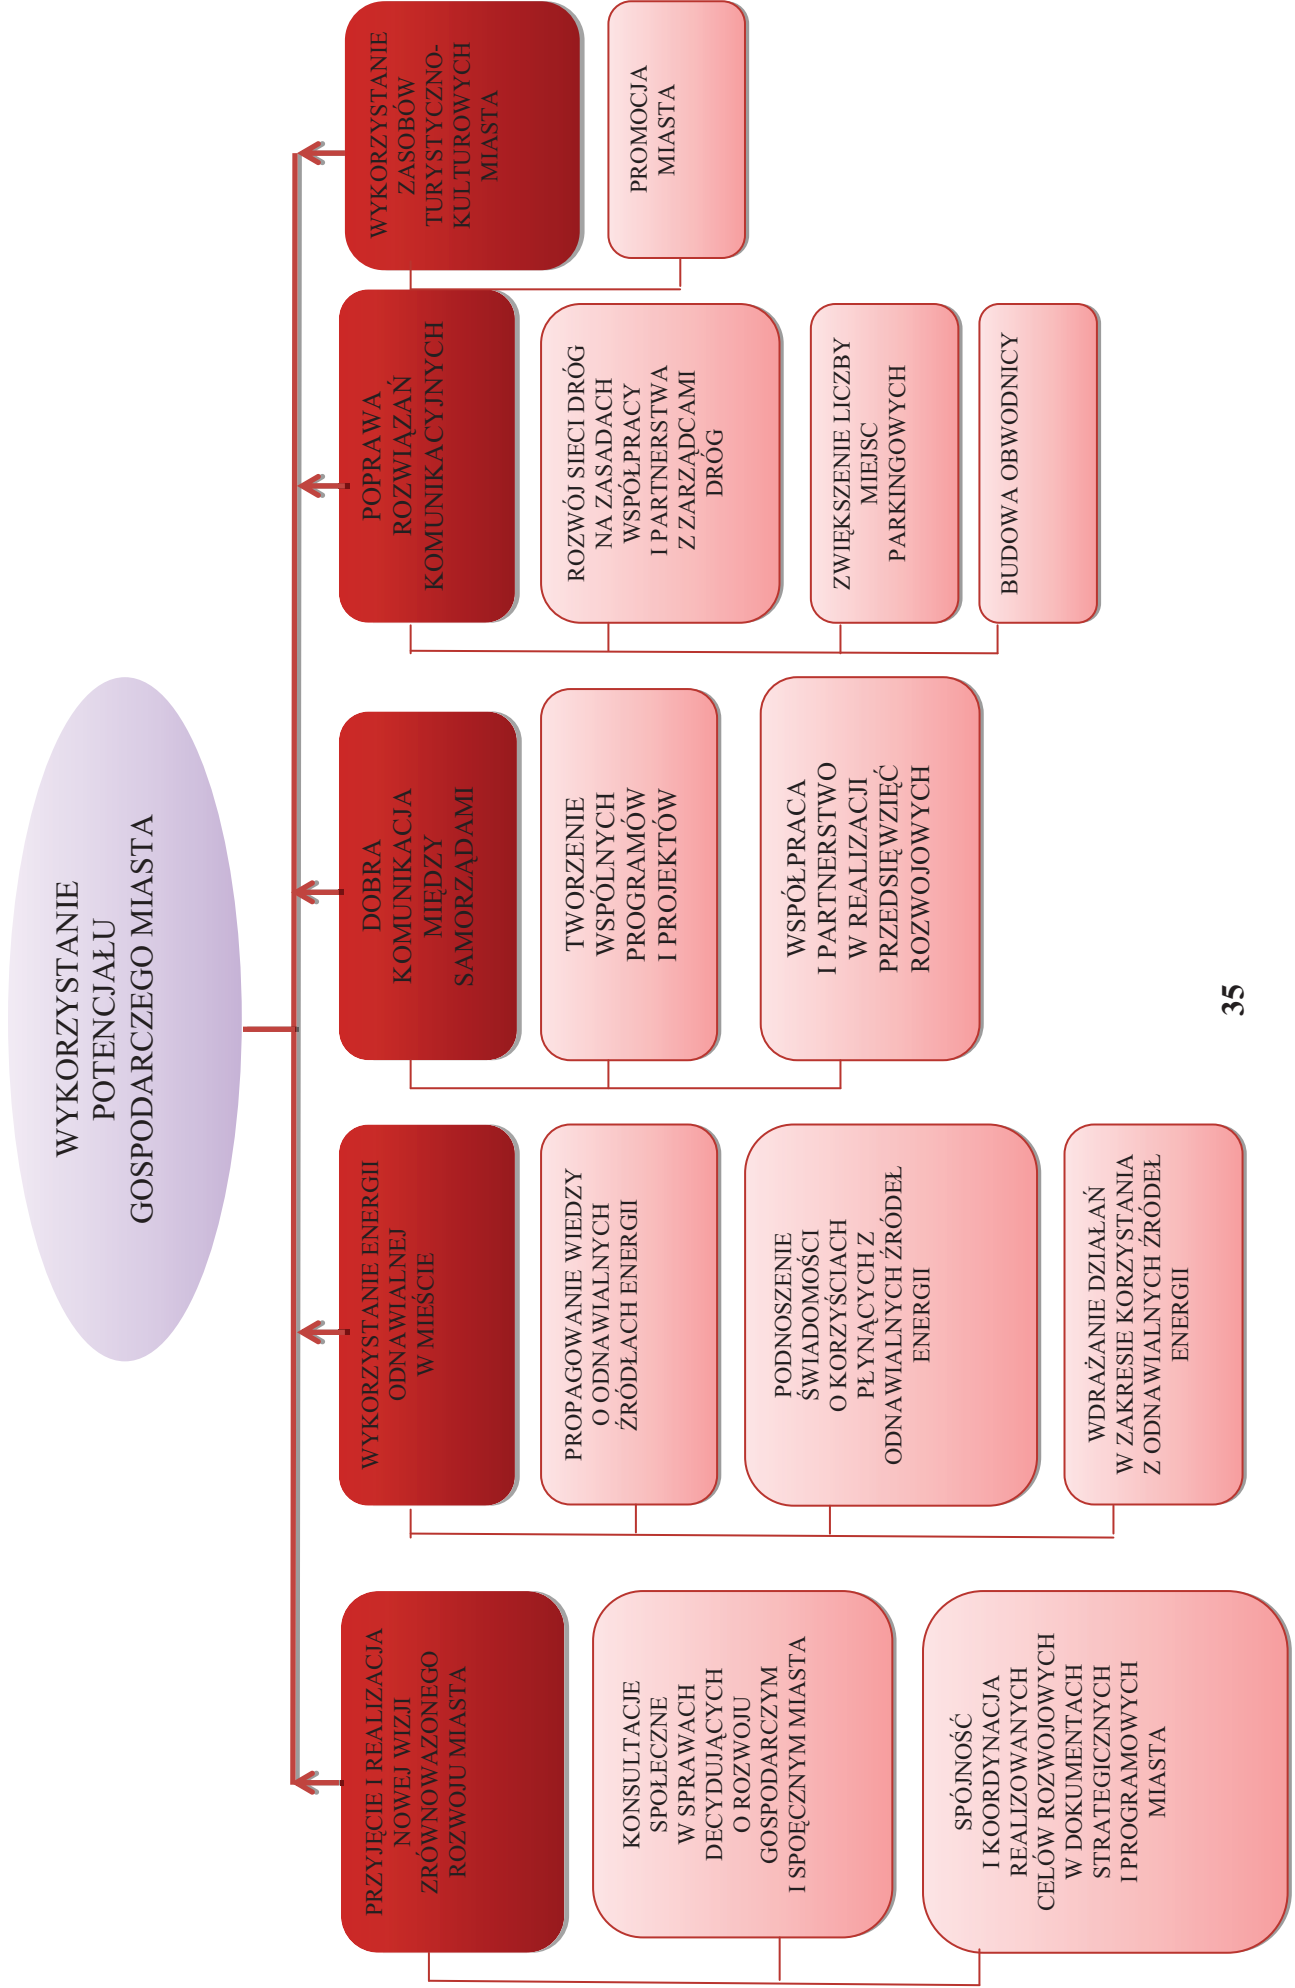 WYKORZYSTANIE
POTENCJAŁU
GOSPODARCZEGO MIASTA
PRZYJĘCIE I REALIZACJA
NOWEJ WIZJI
ZRÓWNOWAZONEGO
ROZWOJU MIASTA
KONSULTACJE
SPOŁECZNE
W SPRAWACH
DECYDUJĄCYCH
O ROZWOJU
GOSPODARCZYM
I SPOĘCZNYM MIASTA
SPÓJNOŚĆ
I KOORDYNACJA
REALIZOWANYCH
CELÓW ROZWOJOWYCH
W DOKUMENTACH
STRATEGICZNYCH
I PROGRAMOWYCH
MIASTA
WYKORZYSTANIE ENERGII
ODNAWIALNEJ
W MIEŚCIE
PROPAGOWANIE WIEDZY
O ODNAWIALNYCH
ŹRÓDŁACH ENERGII
PODNOSZENIE
ŚWIADOMOŚCI
O KORZYŚCIACH
PŁYNĄCYCH Z
ODNAWIALNYCH ŹRÓDEŁ
ENERGII
WDRAŻANIE DZIAŁAŃ
W ZAKRESIE KORZYSTANIA
Z ODNAWIALNYCH ŹRÓDEŁ
ENERGII
DOBRA
KOMUNIKACJA
MIĘDZY
SAMORZĄDAMI
TWORZENIE
WSPÓLNYCH
PROGRAMÓW
I PROJEKTÓW
WSPÓŁPRACA
I PARTNERSTWO
W REALIZACJI
PRZEDSIĘWZIĘĆ
ROZWOJOWYCH
POPRAWA
ROZWIĄZAŃ
KOMUNIKACYJNYCH
ROZWÓJ SIECI DRÓG
NA ZASADACH
WSPÓŁPRACY
I PARTNERSTWA
Z ZARZĄDCAMI
DRÓG
ZWIĘKSZENIE LICZBY
MIEJSC
PARKINGOWYCH
BUDOWA OBWODNICY
WYKORZYSTANIE
ZASOBÓW
TURYSTYCZNO-
KULTUROWYCH
MIASTA
PROMOCJA
MIASTA
35